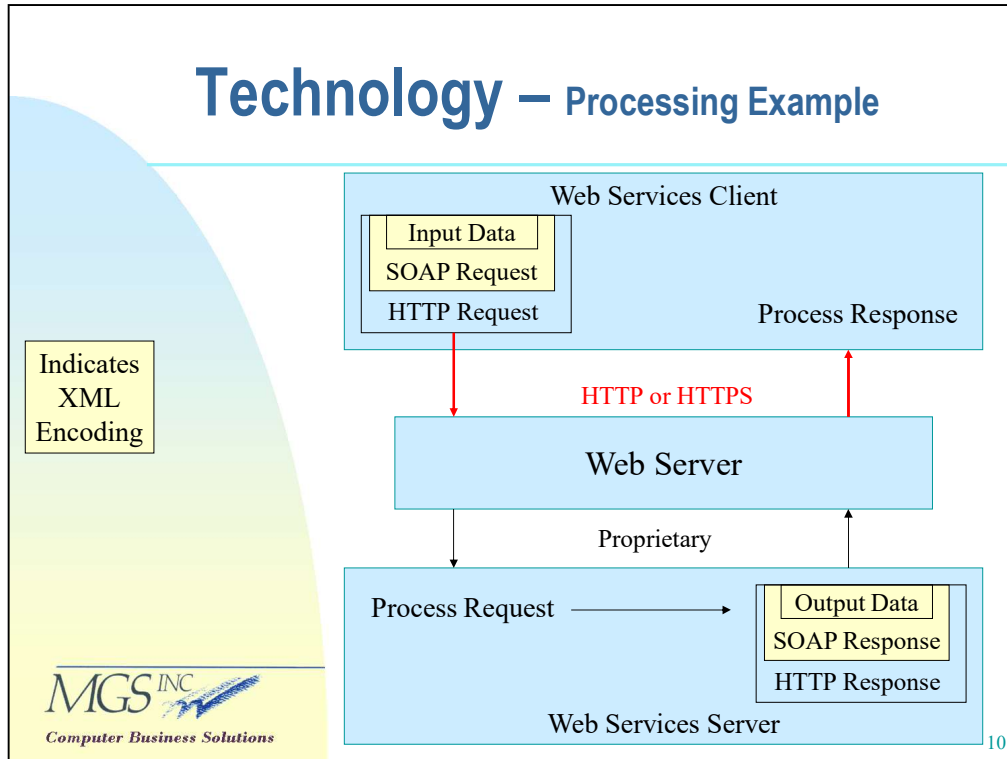 Technology – Processing Example
Web Services Client
Input Data
SOAP Request
HTTP Request
Process Response
Indicates
XML
Encoding
HTTP or HTTPS
Web Server
Proprietary
Process Request
Output Data
SOAP Response
HTTP Response
Web Services Server
MGS INC
Computer Business Solutions
10